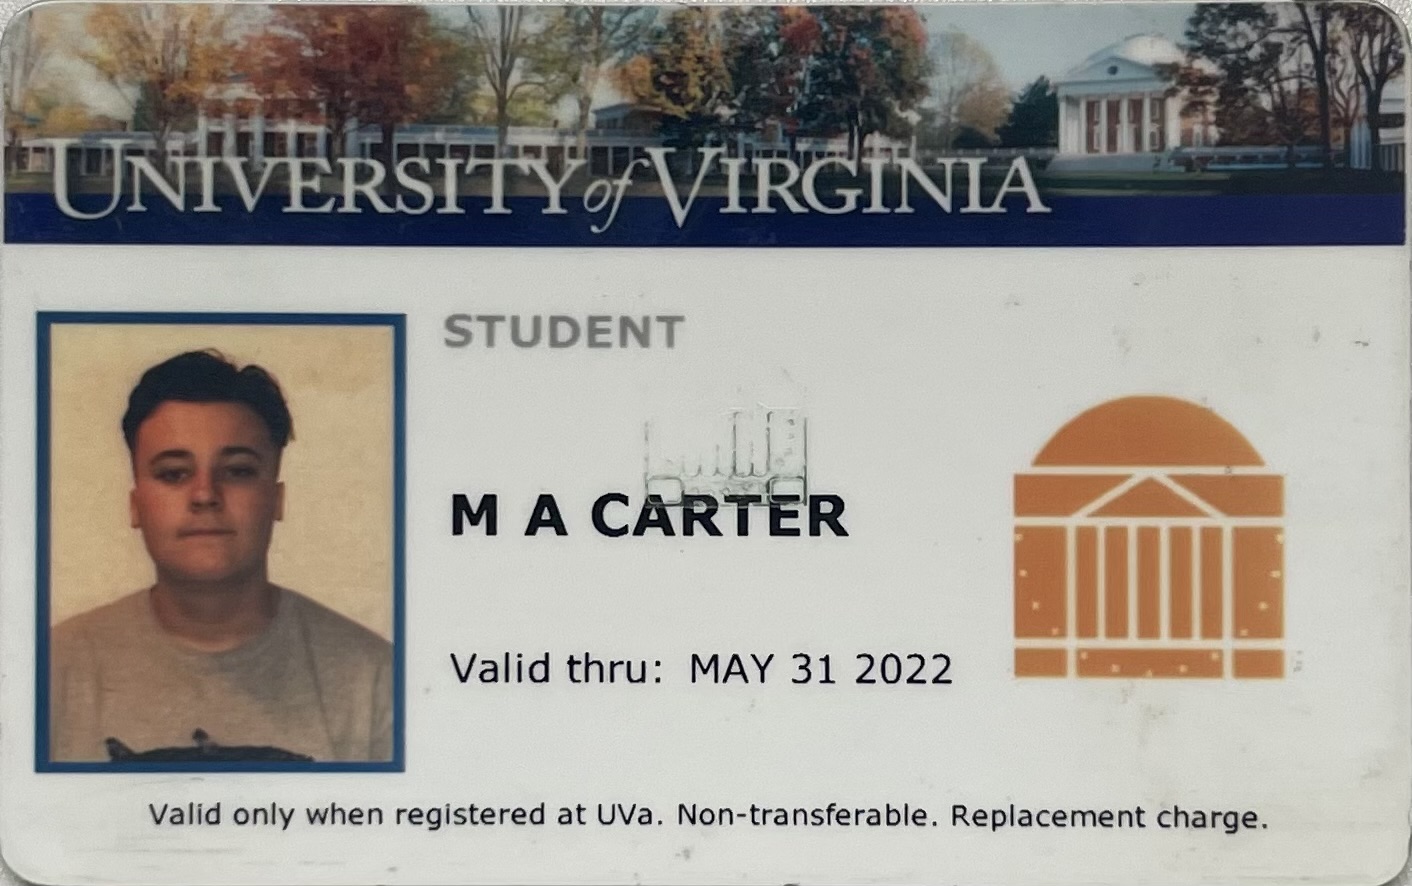 UNIVERSITY of VIRGINIA
STUDENT
M A CARTER
Valid thru: MAY 31 2022
Valid only when registered at UVa. Non-transferable. Replacement charge.